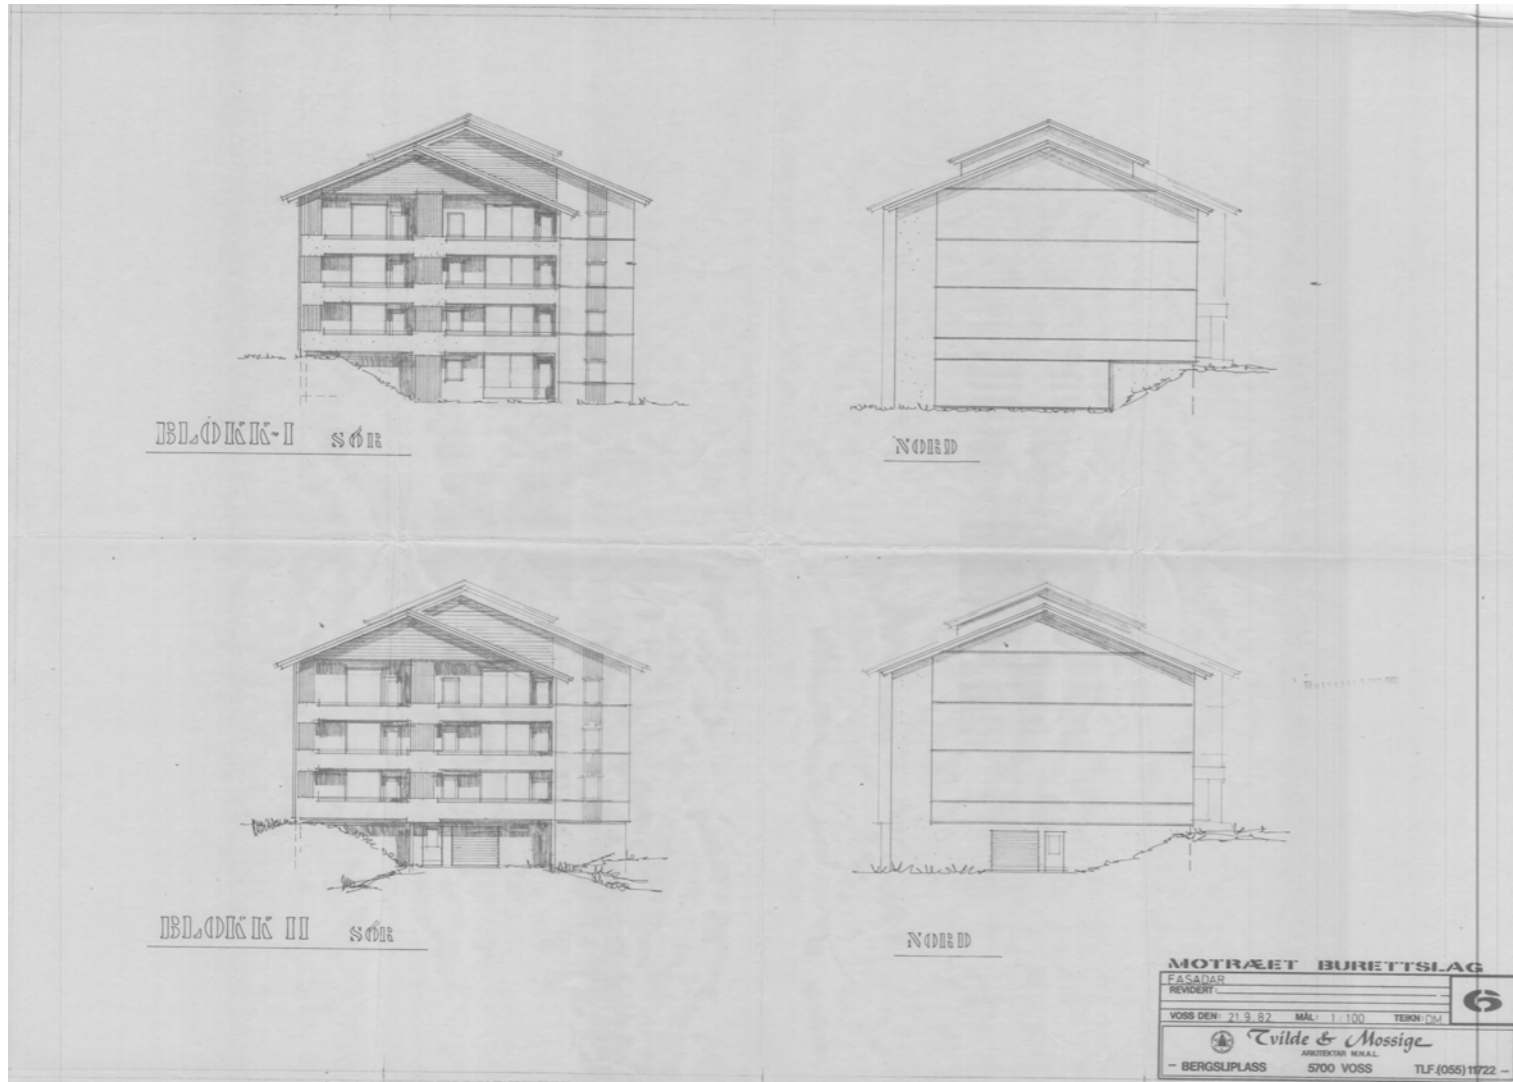 BLOKK-I SØR
NORD
BLOKK II SØR
NORD
MOTRÆET BURETTSLAG
FASADAR
REVIDERT:
6
VOSS DEN: 21.9.82 MÅL: 1:100 TEIKN: DM
Tvilde & Mossige
ARKITEKTAR M.N.A.L.
- BERGSLIPLASS 5700 VOSS TLF.(055) 11722 -